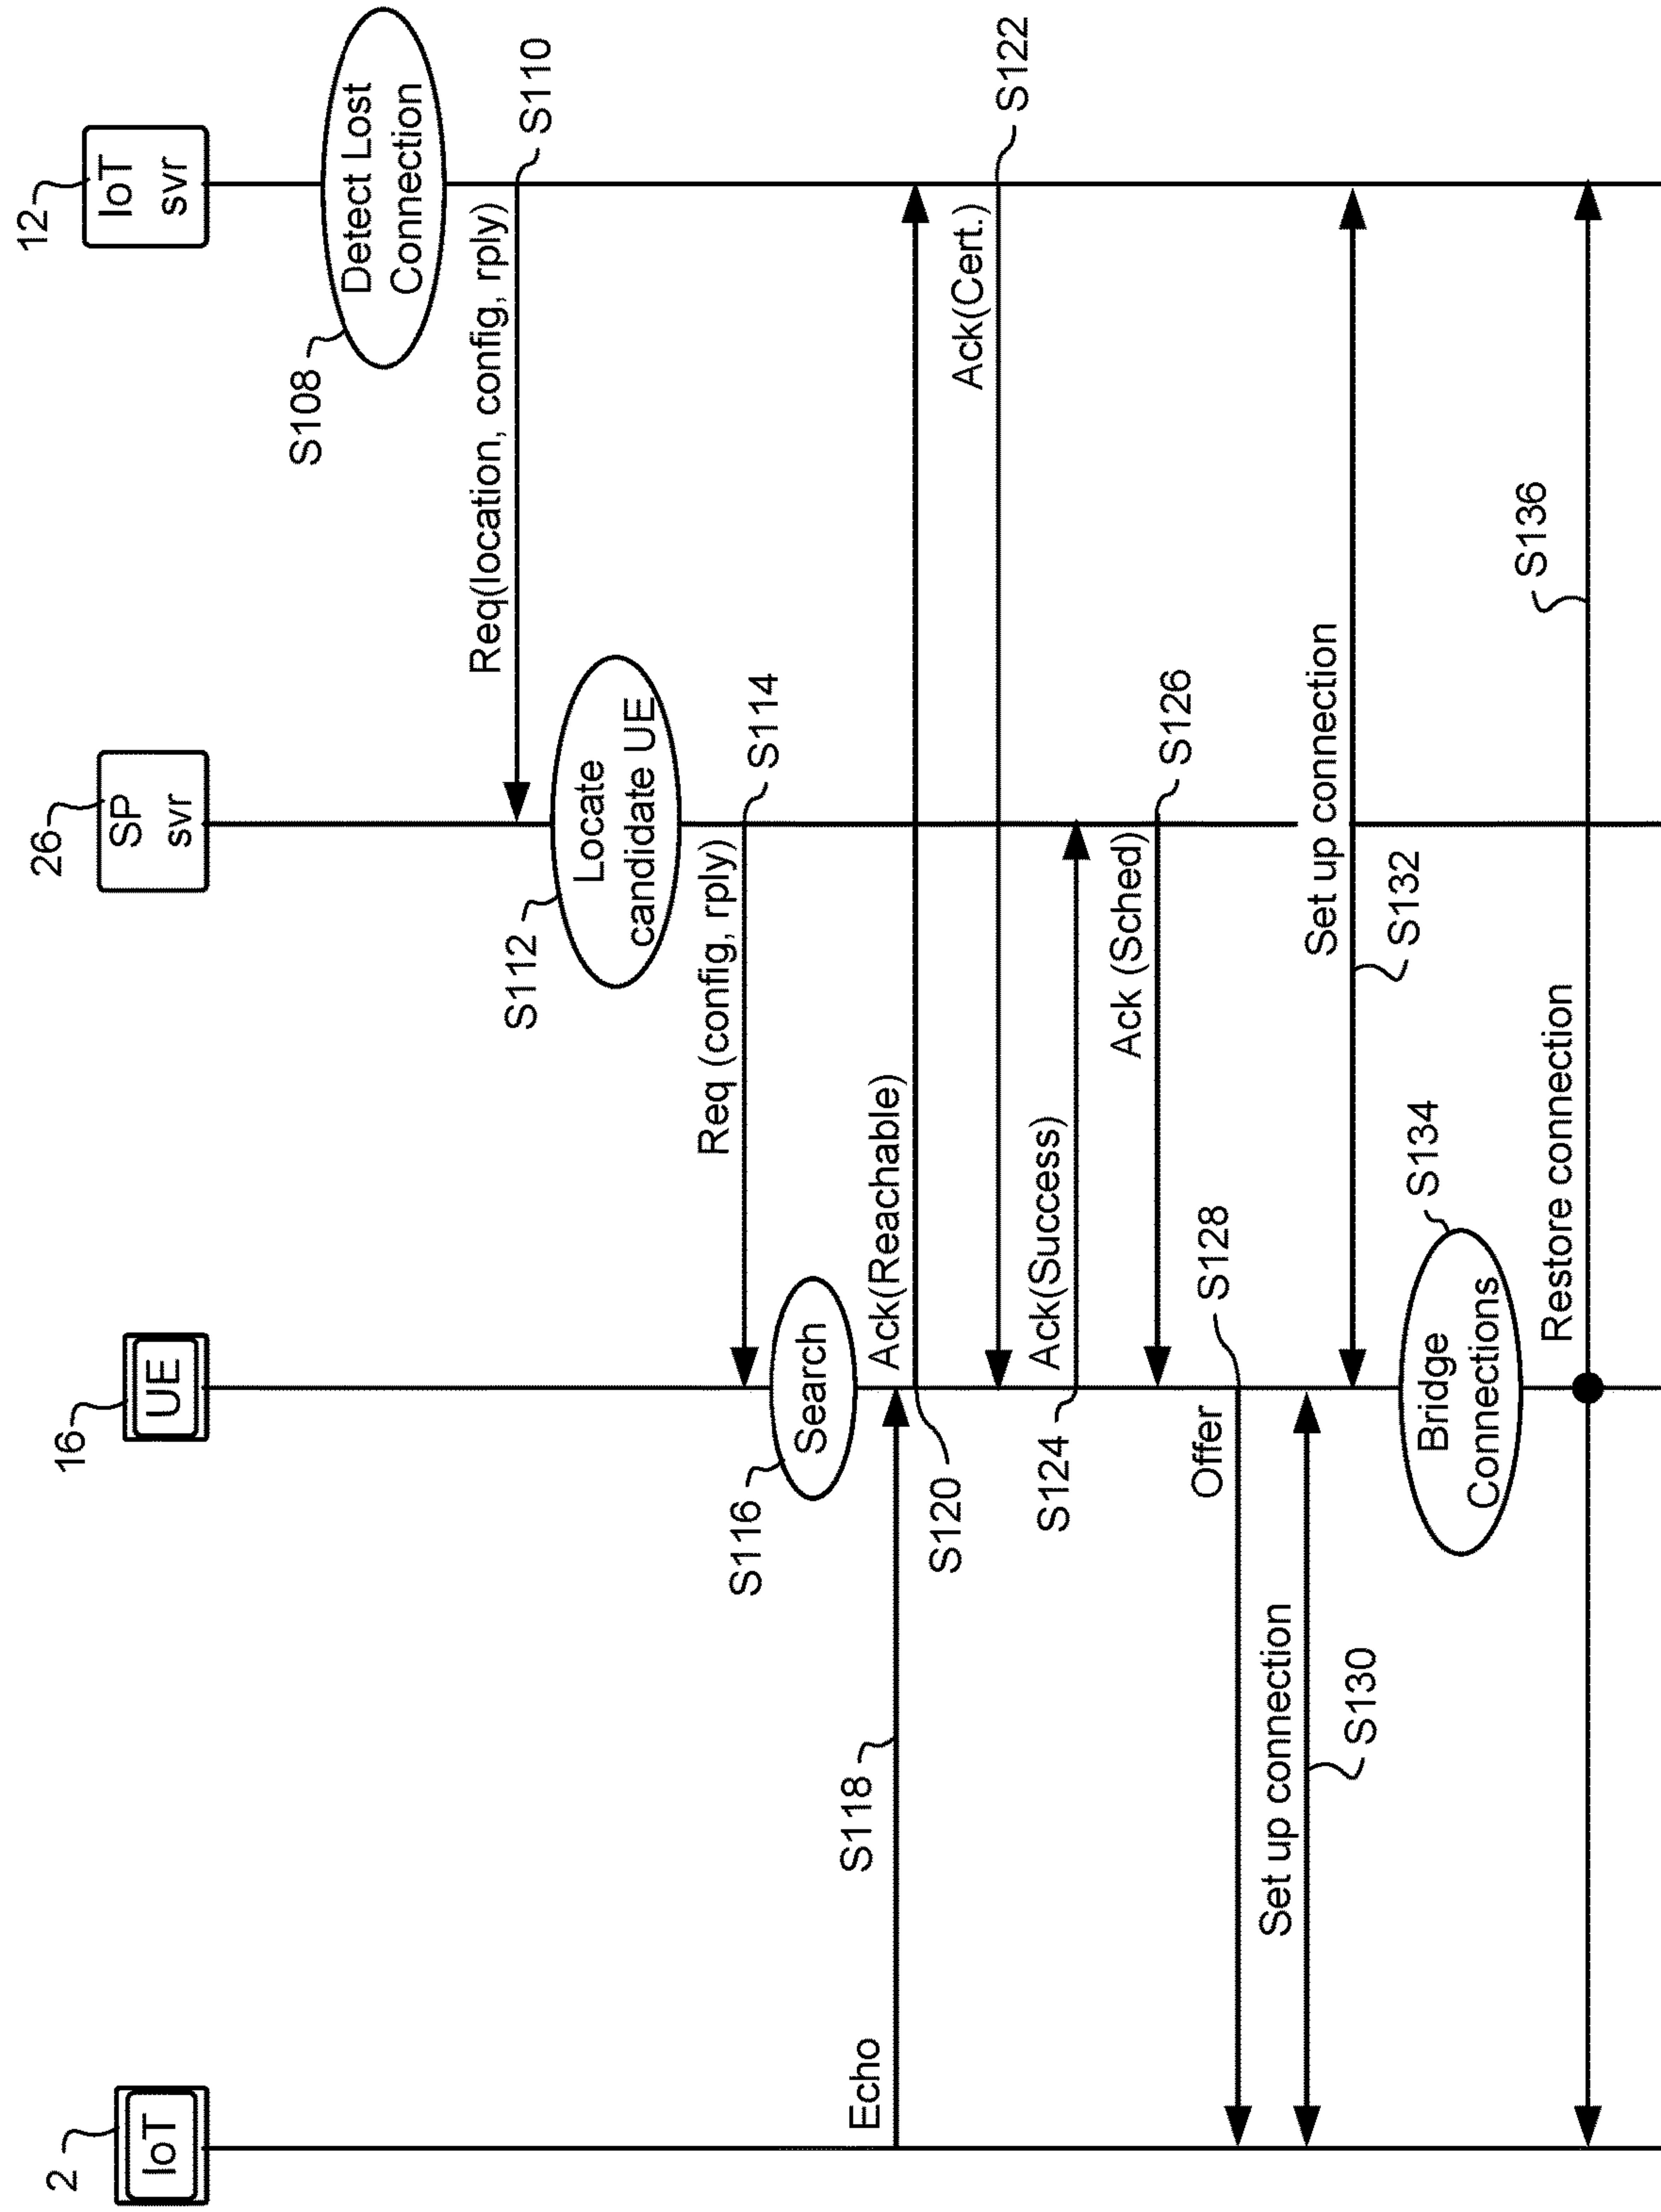 2
IoT
16
UE
26
SP
svr
12
IoT
svr
S108
Detect Lost
Connection
Req(location, config, rply)
S110
S112
Locate
candidate UE
Req (config, rply)
S114
S116
Search
Echo
S118
Ack(Reachable)
S120
Ack(Cert.)
S122
Ack(Success)
S124
Ack (Sched)
S126
Offer
S128
Set up connection
S130
Set up connection
S132
Bridge
Connections
S134
Restore connection
S136